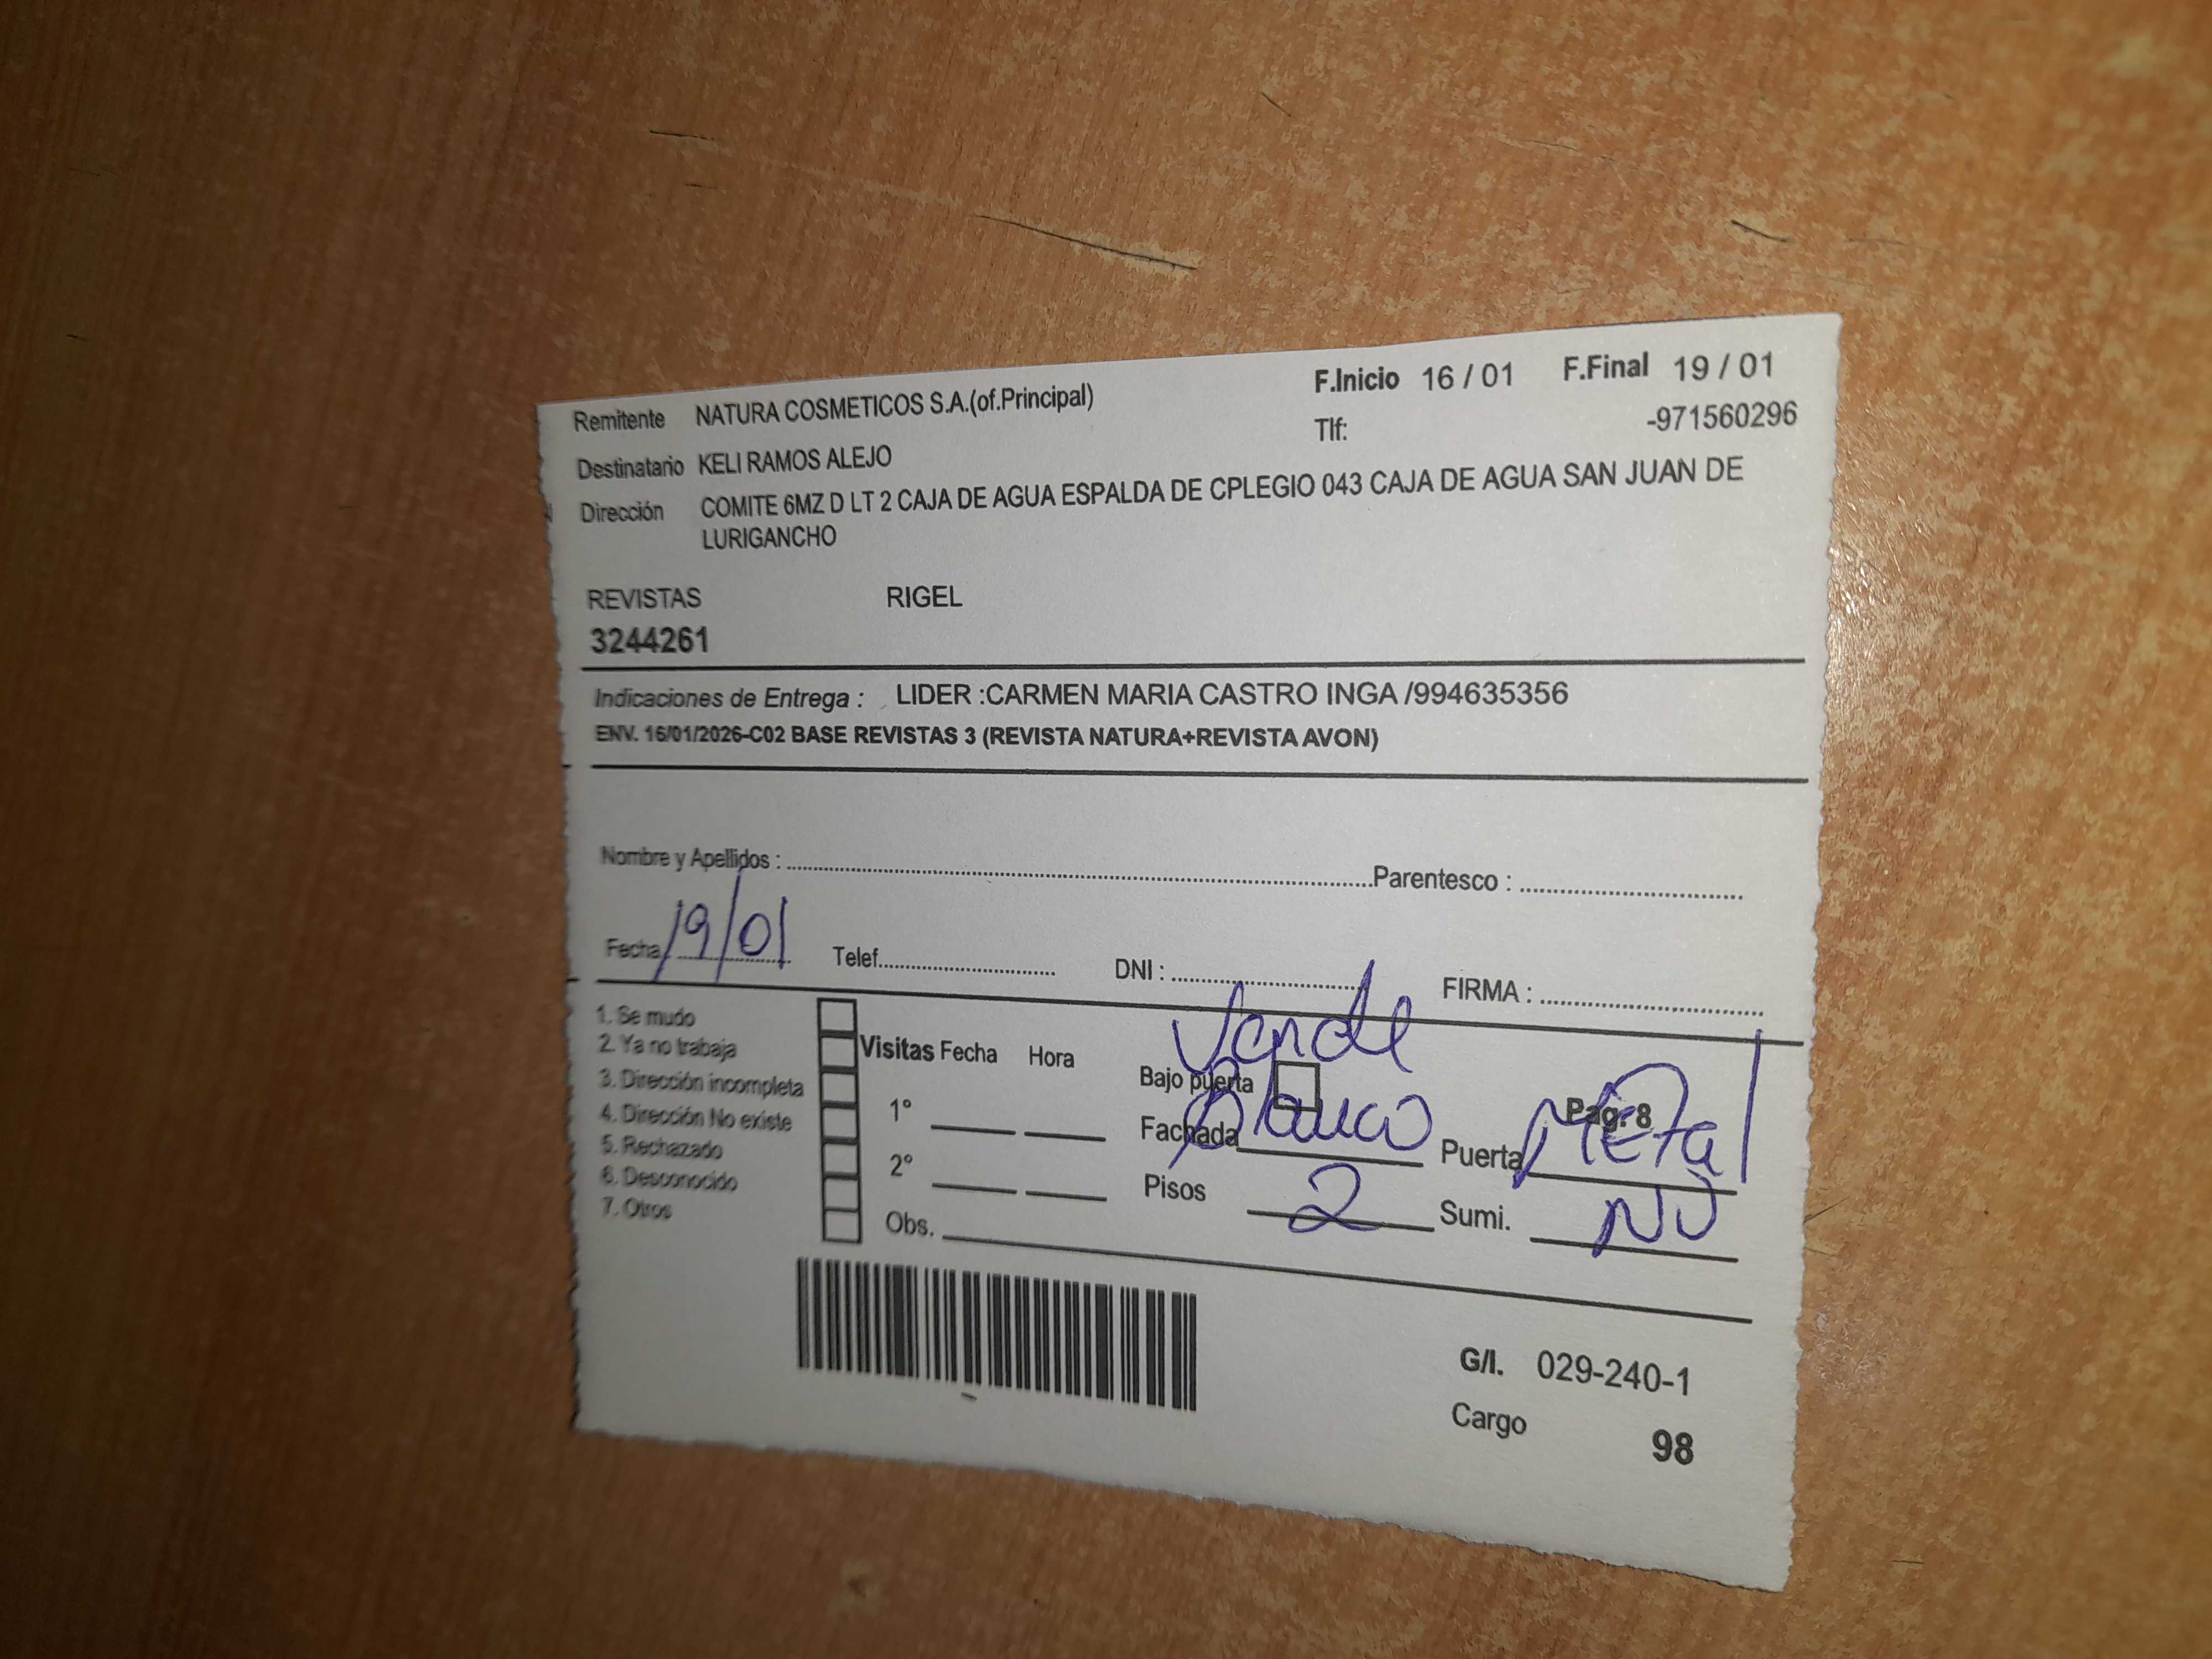 Remitente NATURA COSMETICOS S.A.(of.Principal) F.Inicio 16 / 01 F.Final 19 / 01
Tlf: -971560296
Destinatario KELI RAMOS ALEJO
Dirección COMITE 6MZ D LT 2 CAJA DE AGUA ESPALDA DE CPLEGIO 043 CAJA DE AGUA SAN JUAN DE
LURIGANCHO
REVISTAS RIGEL
3244261
Indicaciones de Entrega : LIDER :CARMEN MARIA CASTRO INGA /994635356
ENV. 16/01/2026-C02 BASE REVISTAS 3 (REVISTA NATURA+REVISTA AVON)
Nombre y Apellidos : Parentesco :
Fecha 19/01 Telef. DNI : FIRMA :
1. Se mudo
2. Ya no trabaja
3. Dirección incompleta
4. Dirección No existe
5. Rechazado
6. Desconocido
7. Otros
Visitas Fecha Hora
1°
2°
Obs.
Bajo puerta Pag. 8
Fachada blanco Puerta Metal
Pisos 2 Sumi. NO
G/I. 029-240-1
Cargo 98